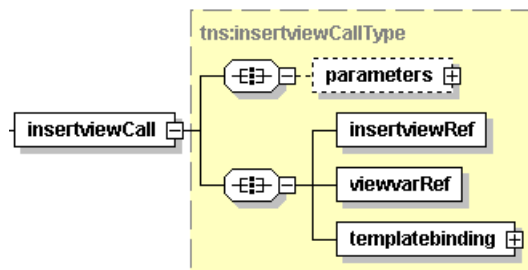 tns:insertviewCallType
parameters
insertviewCall
insertviewRef
viewvarRef
templatebinding